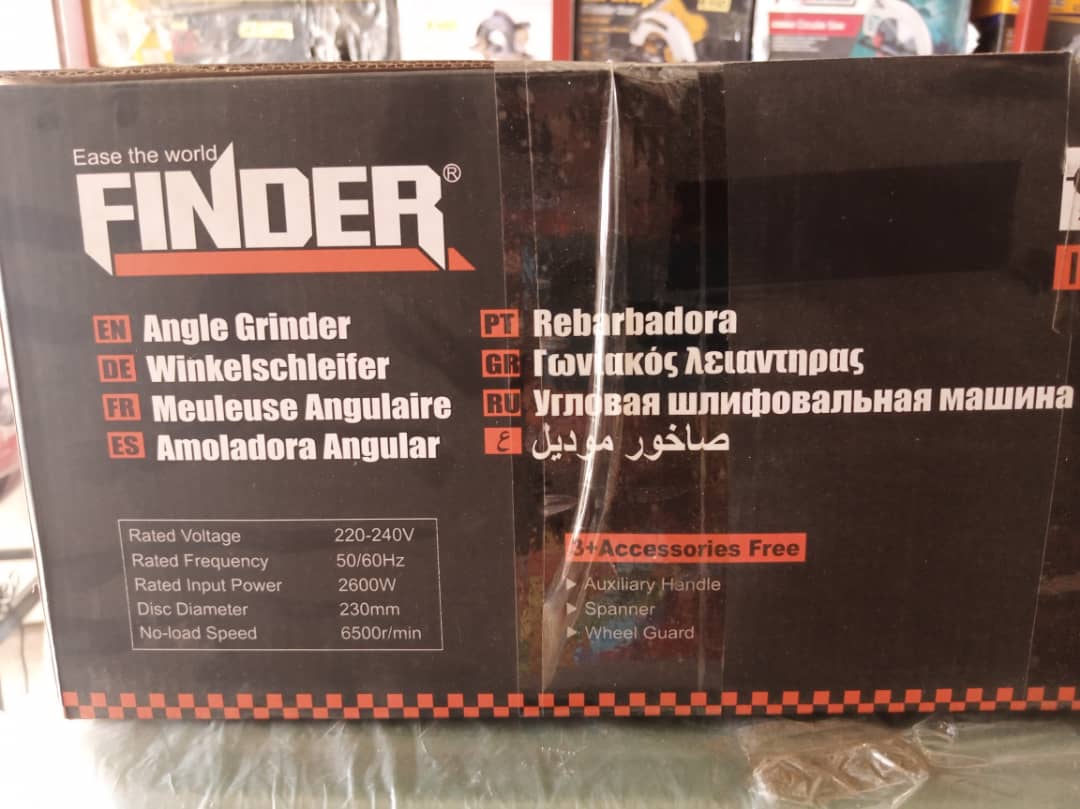 Ease the world
FINDER®
EN Angle Grinder
DE Winkelschleifer
FR Meuleuse Angulaire
ES Amoladora Angular
PT Rebarbadora
GR Γωνιακός λειαντηρας
RU Угловая шлифовальная машина
ع صاخور موديل
Rated Voltage 220-240V
Rated Frequency 50/60Hz
Rated Input Power 2600W
Disc Diameter 230mm
No-load Speed 6500r/min
3+Accessories Free
Auxiliary Handle
Spanner
Wheel Guard